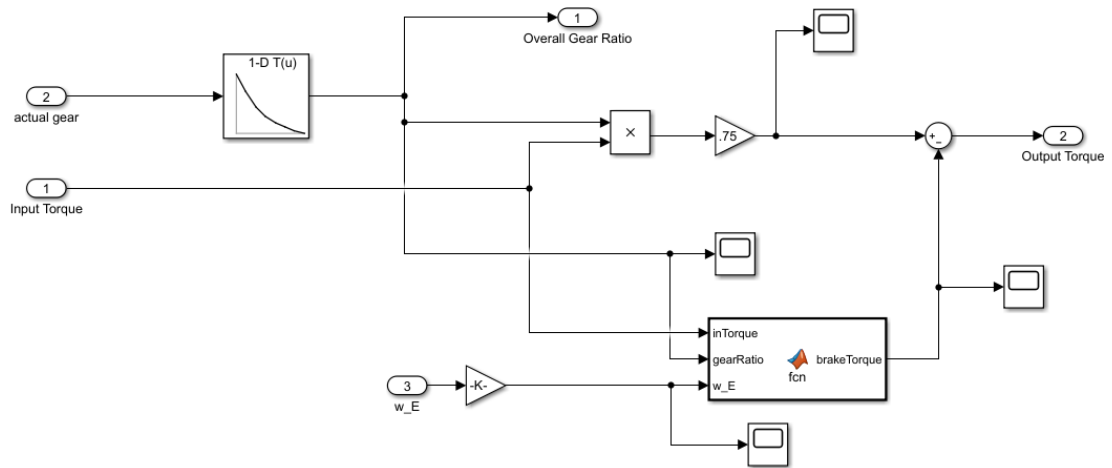 1
Overall Gear Ratio
1-D T(u)
2
actual gear
×
.75
+
−
2
Output Torque
1
Input Torque
inTorque
gearRatio
brakeTorque
fcn
w_E
3
-K-
w_E